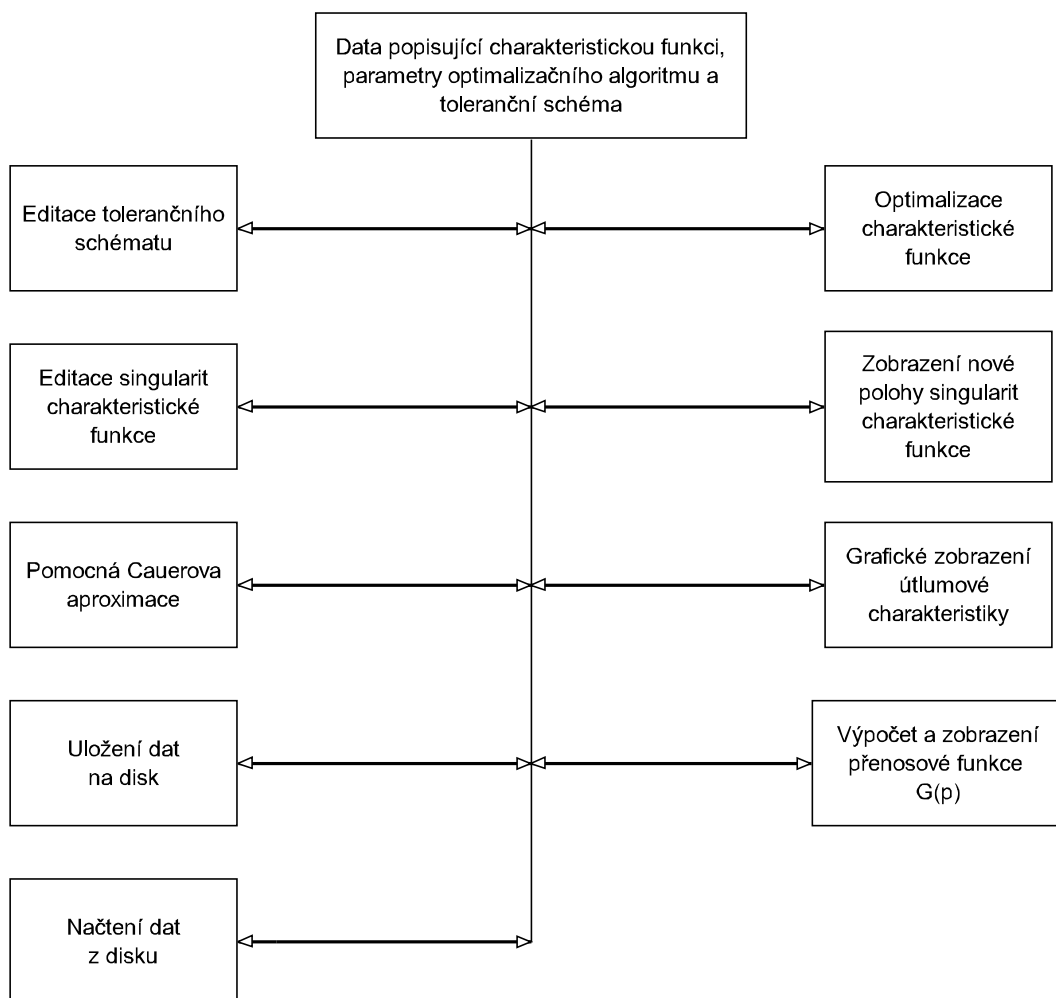 Data popisující charakteristickou funkci,
parametry optimalizačního algoritmu a
toleranční schéma
Editace tolerančního
schématu
Optimalizace
charakteristické
funkce
Editace singularit
charakteristické
funkce
Zobrazení nové
polohy singularit
charakteristické
funkce
Pomocná Cauerova
aproximace
Grafické zobrazení
útlumové
charakteristiky
Uložení dat
na disk
Výpočet a zobrazení
přenosové funkce
G(p)
Načtení dat
z disku